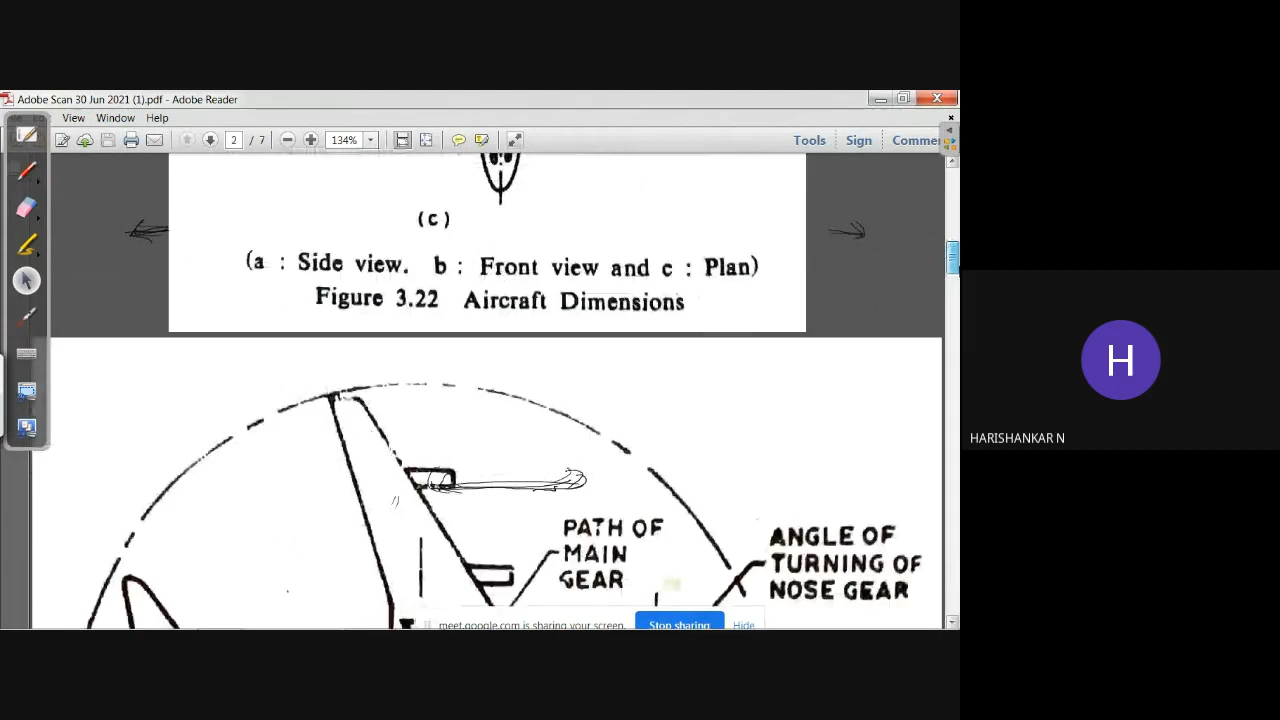 Adobe Scan 30 Jun 2021 (1).pdf - Adobe Reader
View Window Help
2 / 7 134% Tools Sign Commen
(c)
(a : Side view. b : Front view and c : Plan)
Figure 3.22 Aircraft Dimensions
PATH OF
MAIN
GEAR
ANGLE OF
TURNING OF
NOSE GEAR
meet.google.com is sharing your screen. Stop sharing Hide
H
HARISHANKAR N